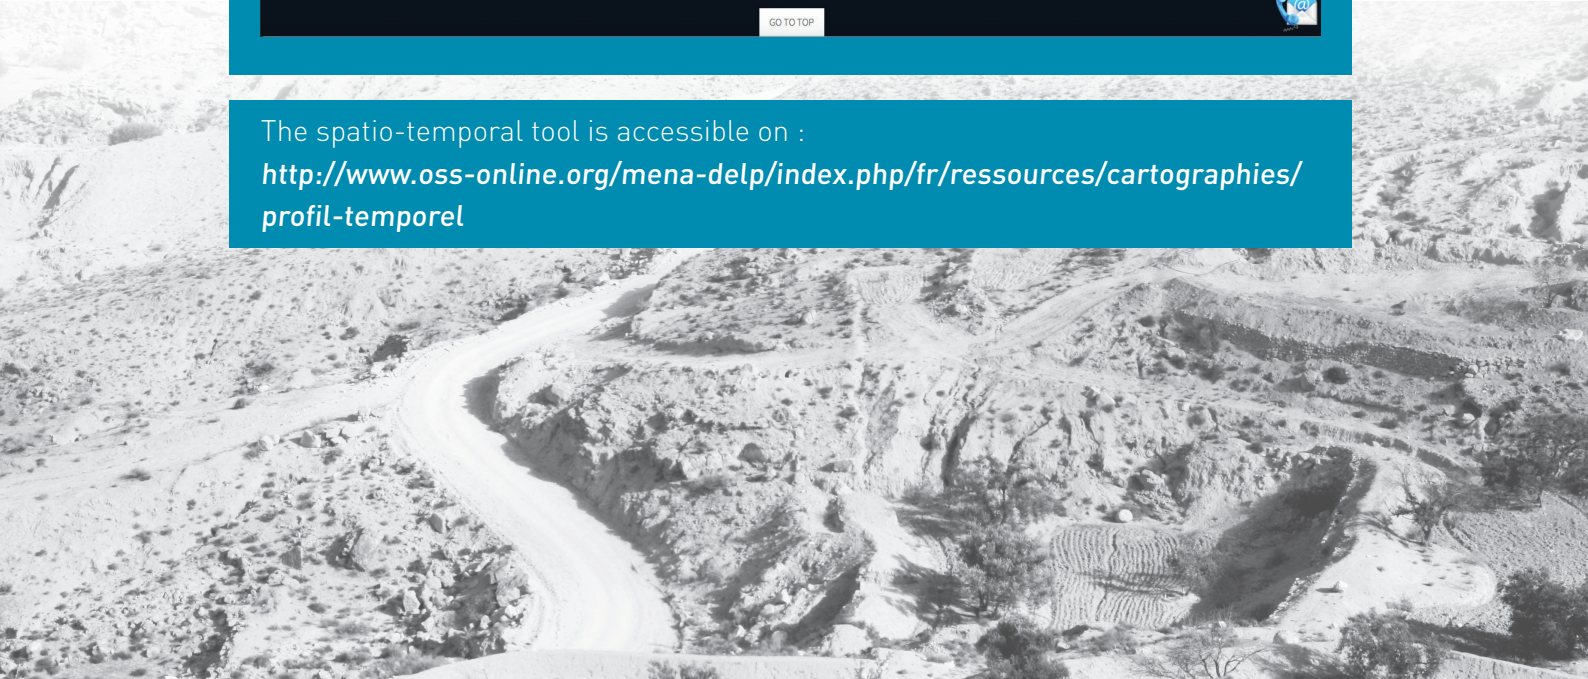 GO TO TOP
@
The spatio-temporal tool is accessible on :
http://www.oss-online.org/mena-delp/index.php/fr/ressources/cartographies/
profil-temporel